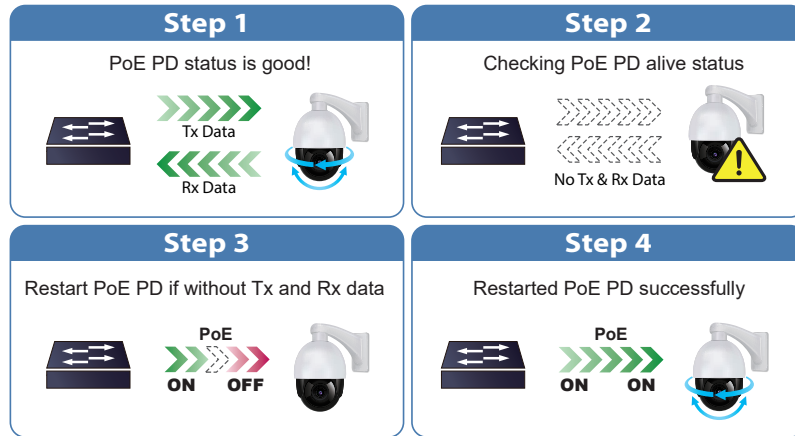 Step 1
PoE PD status is good!
Tx Data
Rx Data
Step 2
Checking PoE PD alive status
No Tx & Rx Data
Step 3
Restart PoE PD if without Tx and Rx data
PoE
ON OFF
Step 4
Restarted PoE PD successfully
PoE
ON ON